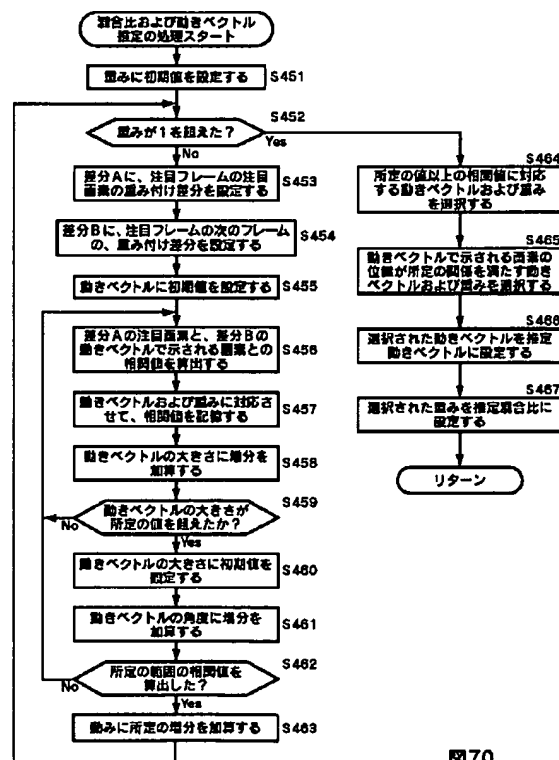 混合比および動きベクトル
推定の処理スタート
重みに初期値を設定する
S451
重みが1を超えた?
S452
Yes
No
差分Aに、注目フレームの注目
画素の重み付け差分を設定する
S453
差分Bに、注目フレームの次のフレーム
の、重み付け差分を設定する
S454
動きベクトルに初期値を設定する
S455
差分Aの注目画素と、差分Bの
動きベクトルで示される画素との
相関値を算出する
S456
動きベクトルおよび重みに対応さ
せて、相関値を記憶する
S457
動きベクトルの大きさに増分を
加算する
S458
動きベクトルの大きさが
所定の値を超えたか?
S459
No
Yes
動きベクトルの大きさに初期値を
設定する
S460
動きベクトルの角度に増分を
加算する
S461
所定の範囲の相関値を
算出した?
S462
No
Yes
重みに所定の増分を加算する
S463
S464
所定の値以上の相関値に対応
する動きベクトルおよび重み
を選択する
S465
動きベクトルで示される画素の
位置が所定の関係を満たす動き
ベクトルおよび重みを選択する
S466
選択された動きベクトルを推定
動きベクトルに設定する
S467
選択された重みを推定混合比に
設定する
リターン
図70